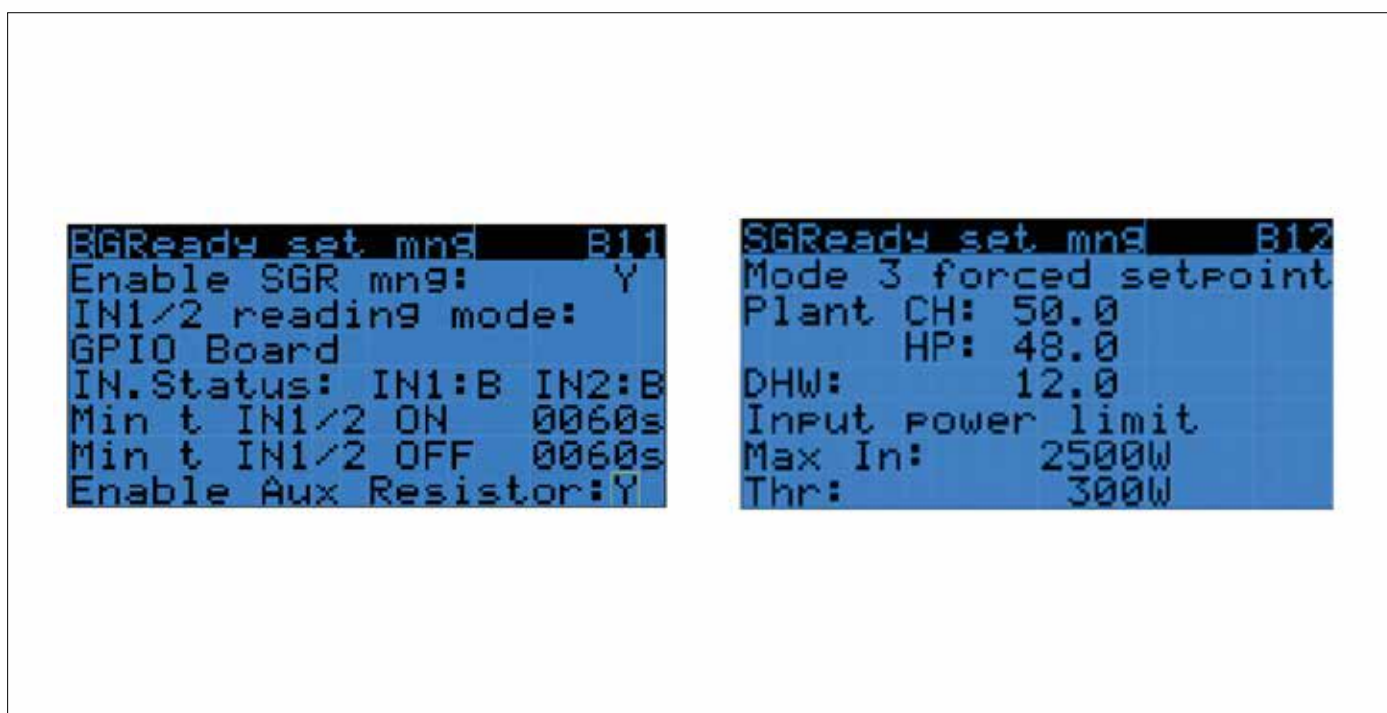 BGReady set mng B11
Enable SGR mng: Y
IN1/2 reading mode:
GPIO Board
IN.Status: IN1:B IN2:B
Min t IN1/2 ON 0060s
Min t IN1/2 OFF 0060s
Enable Aux Resistor:Y
SGReady set mng B12
Mode 3 forced setpoint
Plant CH: 50.0
HP: 48.0
DHW: 12.0
Input power limit
Max In: 2500W
Thr: 300W